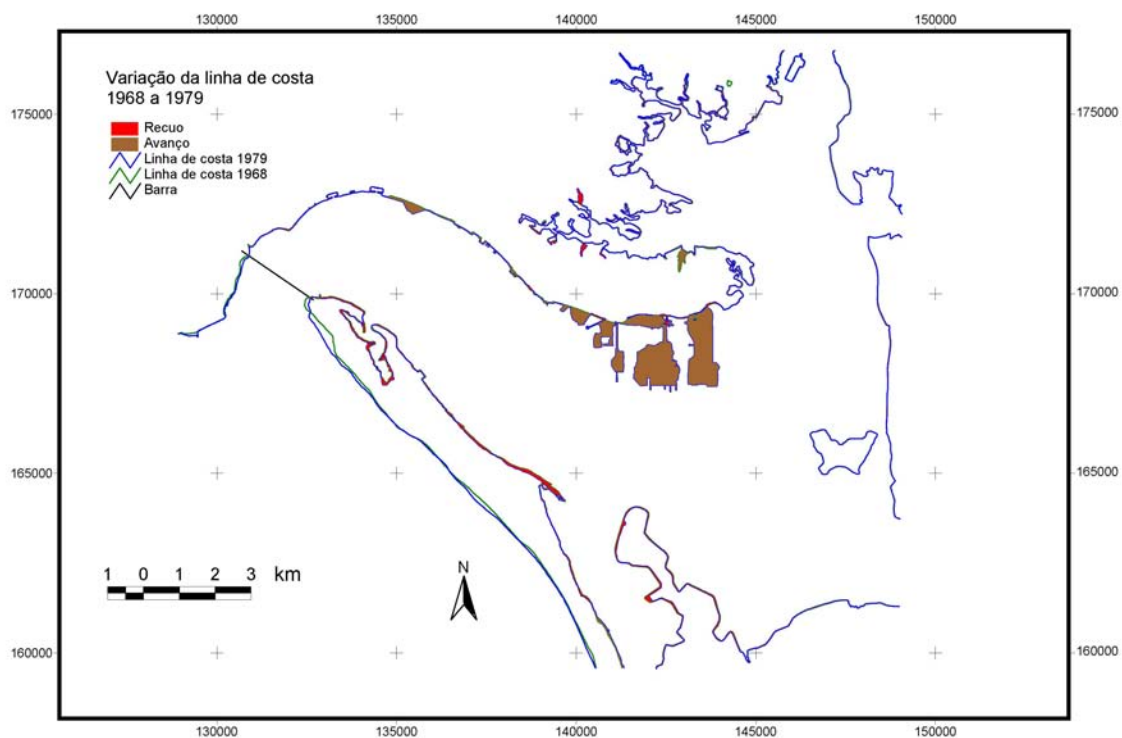 130000 135000 140000 145000 150000
Variação da linha de costa
1968 a 1979
Recuo
Avanço
Linha de costa 1979
Linha de costa 1968
Barra
175000 175000
170000 170000
165000 165000
N
1 0 1 2 3 km
160000 160000
130000 135000 140000 145000 150000